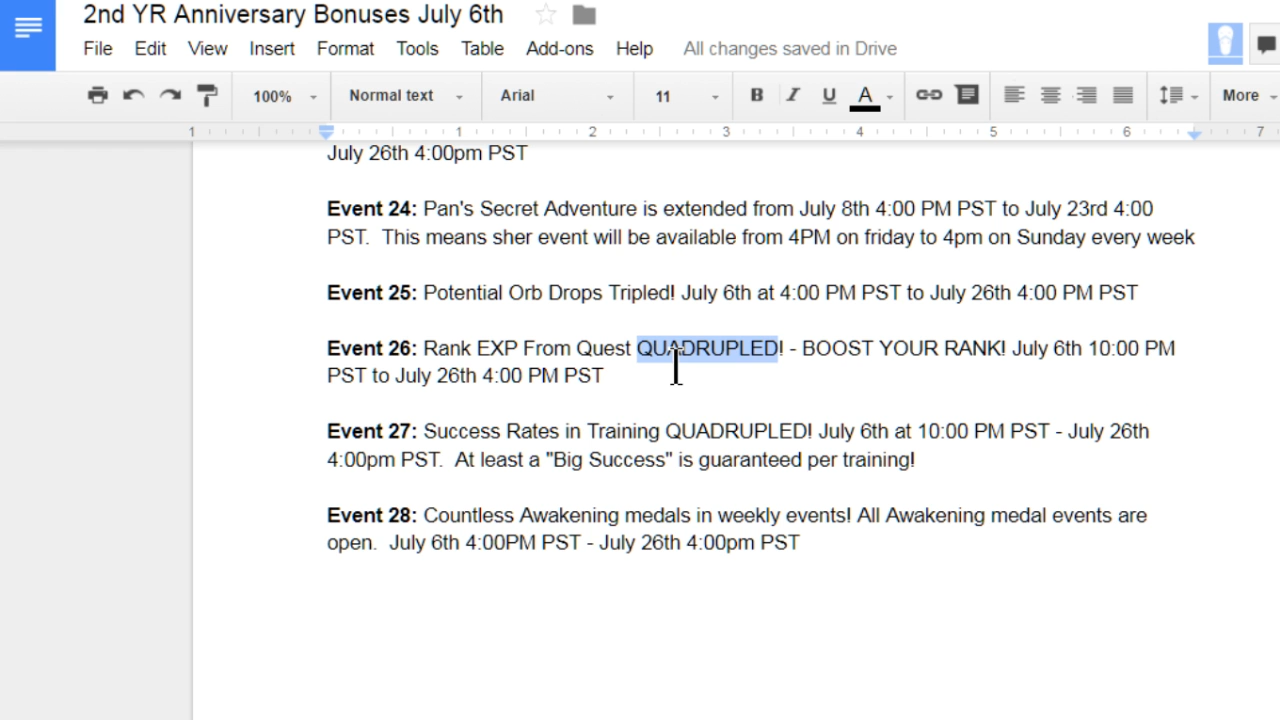 2nd YR Anniversary Bonuses July 6th
File Edit View Insert Format Tools Table Add-ons Help All changes saved in Drive
100% Normal text Arial 11 B I U A More
1 1 2 3 4 5 6 7
July 26th 4:00pm PST
Event 24: Pan's Secret Adventure is extended from July 8th 4:00 PM PST to July 23rd 4:00
PST.  This means sher event will be available from 4PM on friday to 4pm on Sunday every week
Event 25: Potential Orb Drops Tripled! July 6th at 4:00 PM PST to July 26th 4:00 PM PST
Event 26: Rank EXP From Quest QUADRUPLED! - BOOST YOUR RANK! July 6th 10:00 PM
PST to July 26th 4:00 PM PST
Event 27: Success Rates in Training QUADRUPLED! July 6th at 10:00 PM PST - July 26th
4:00pm PST.  At least a "Big Success" is guaranteed per training!
Event 28: Countless Awakening medals in weekly events! All Awakening medal events are
open.  July 6th 4:00PM PST - July 26th 4:00pm PST